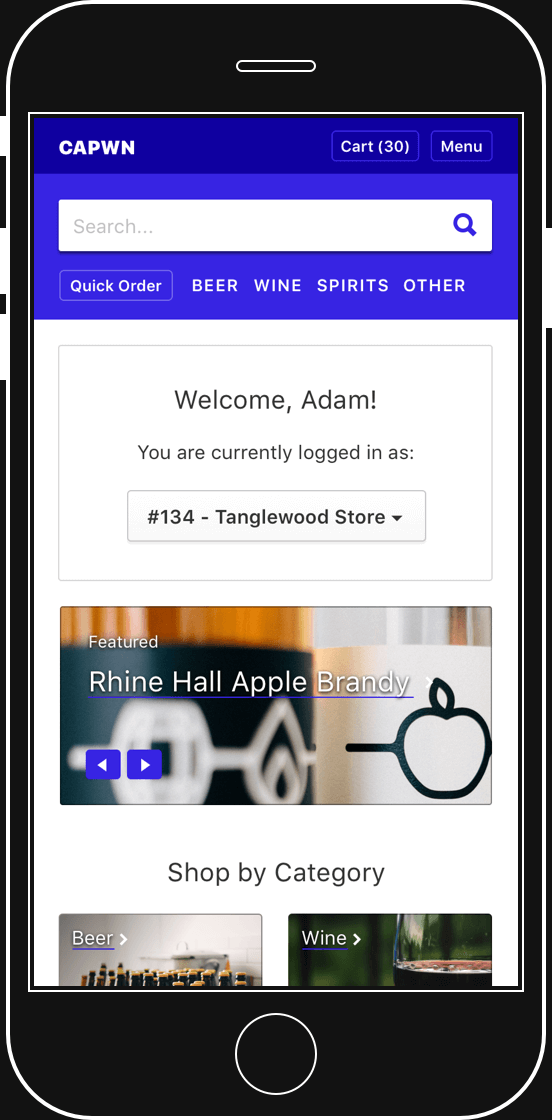 CAPWN
Cart (30)
Menu
Search...
Quick Order
BEER
WINE
SPIRITS
OTHER
Welcome, Adam!
You are currently logged in as:
#134 - Tanglewood Store
Featured
Rhine Hall Apple Brandy
Shop by Category
Beer
Wine